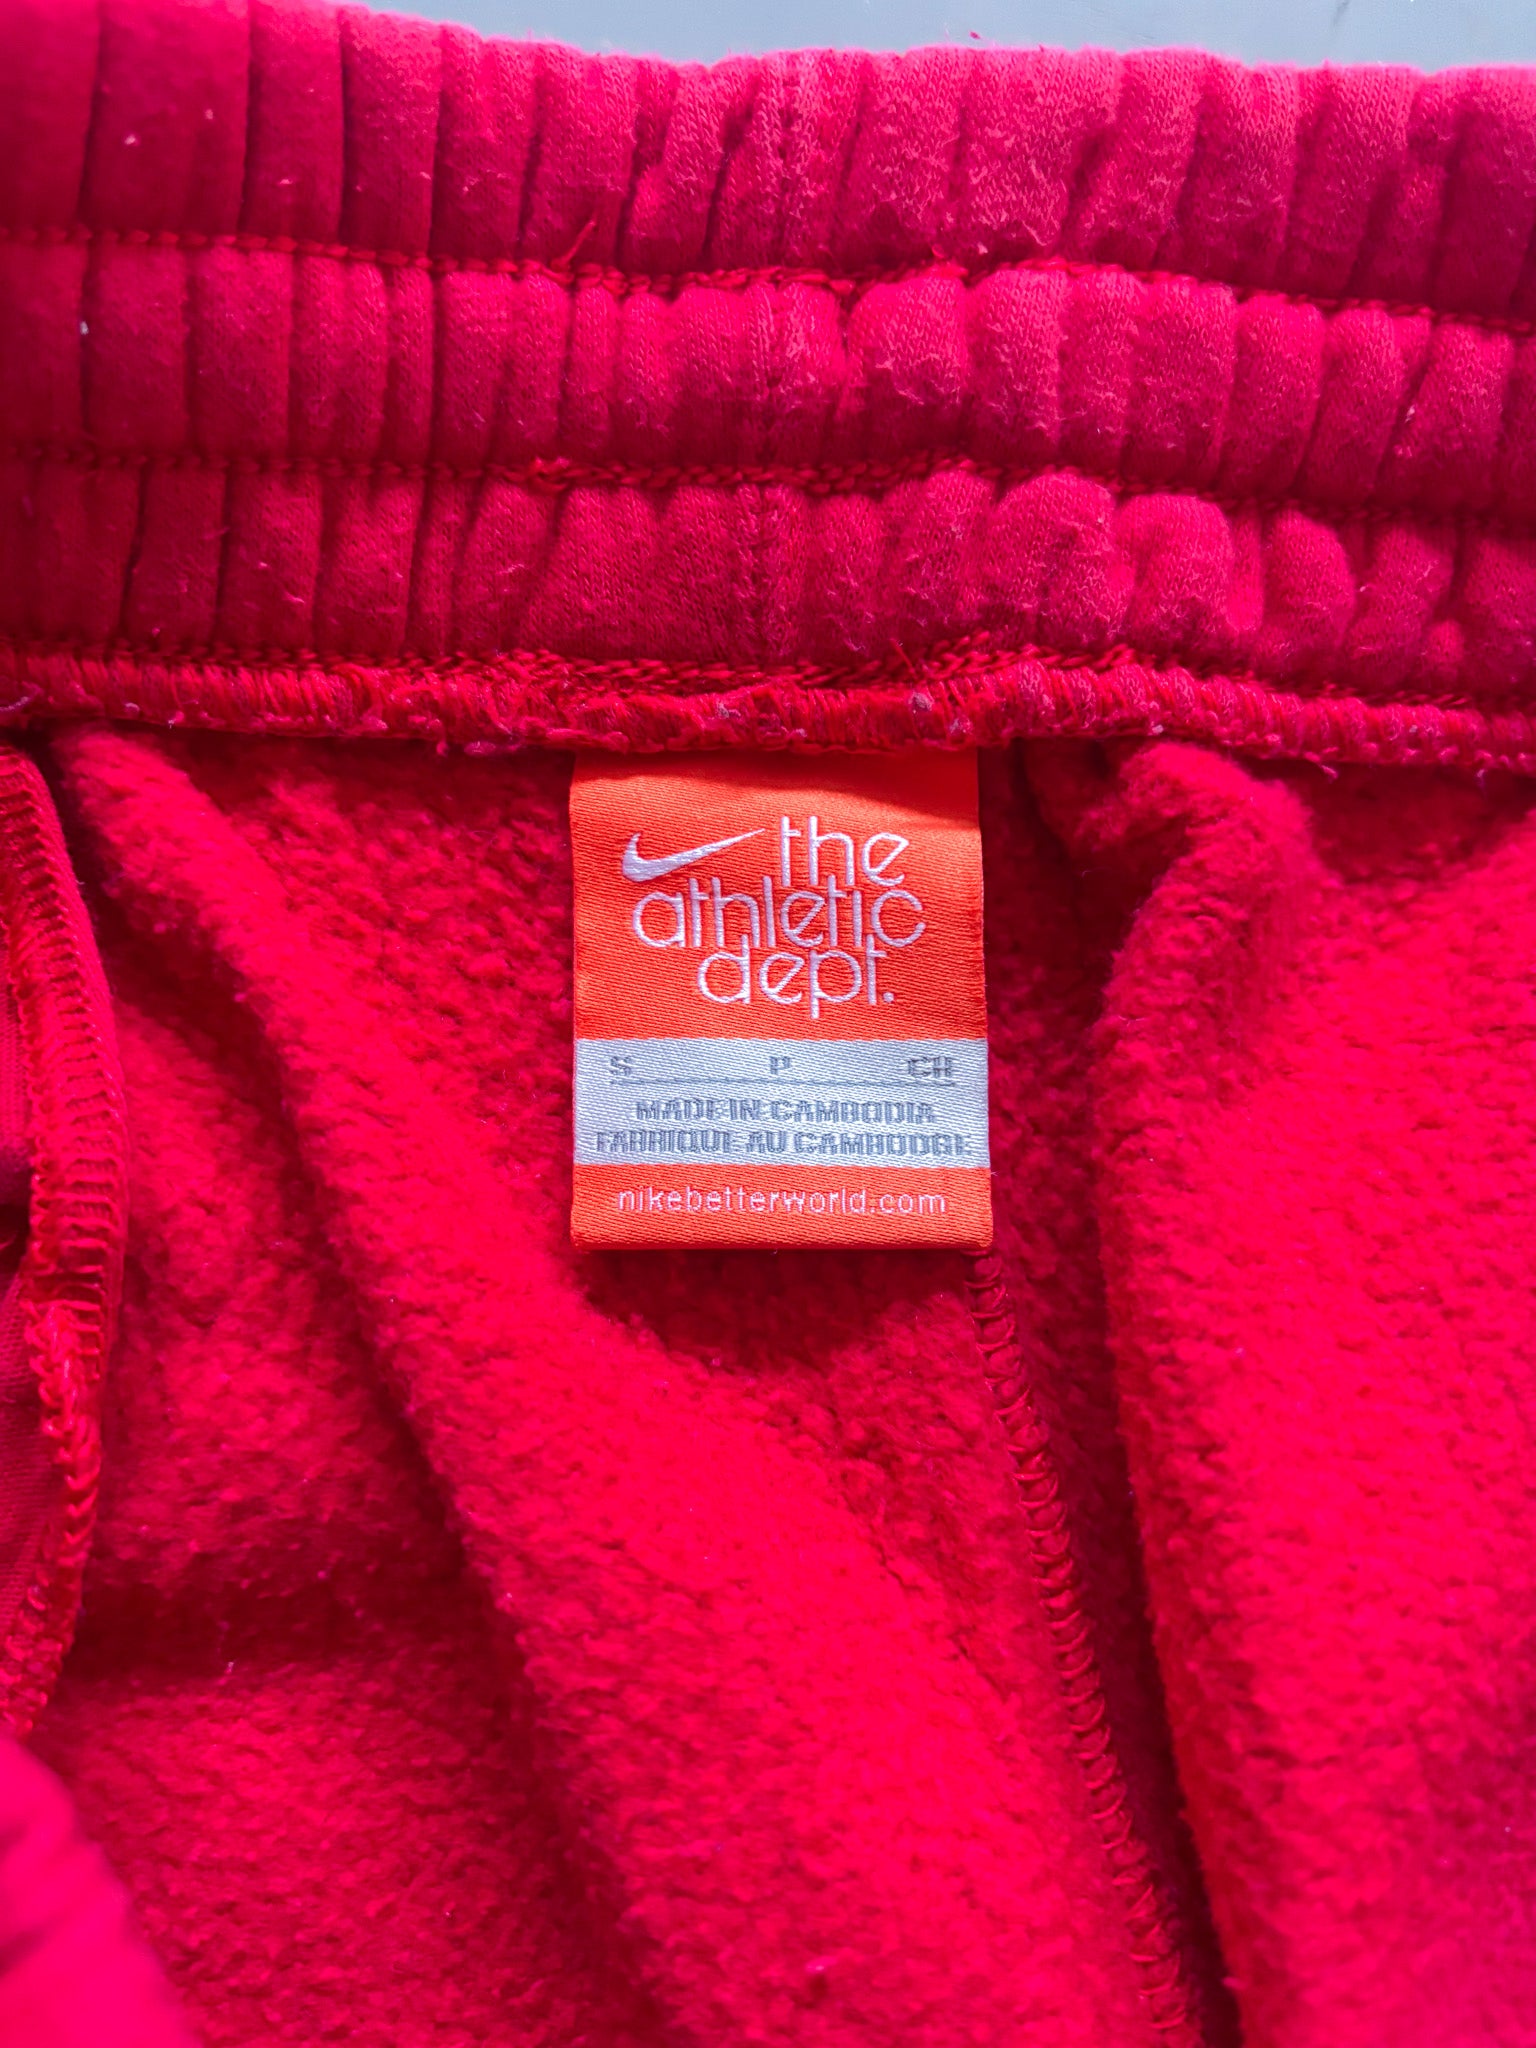 the
athletic
dept.
S P CH
MADE IN CAMBODIA
FABRIQUE AU CAMBODGE
nikebetterworld.com